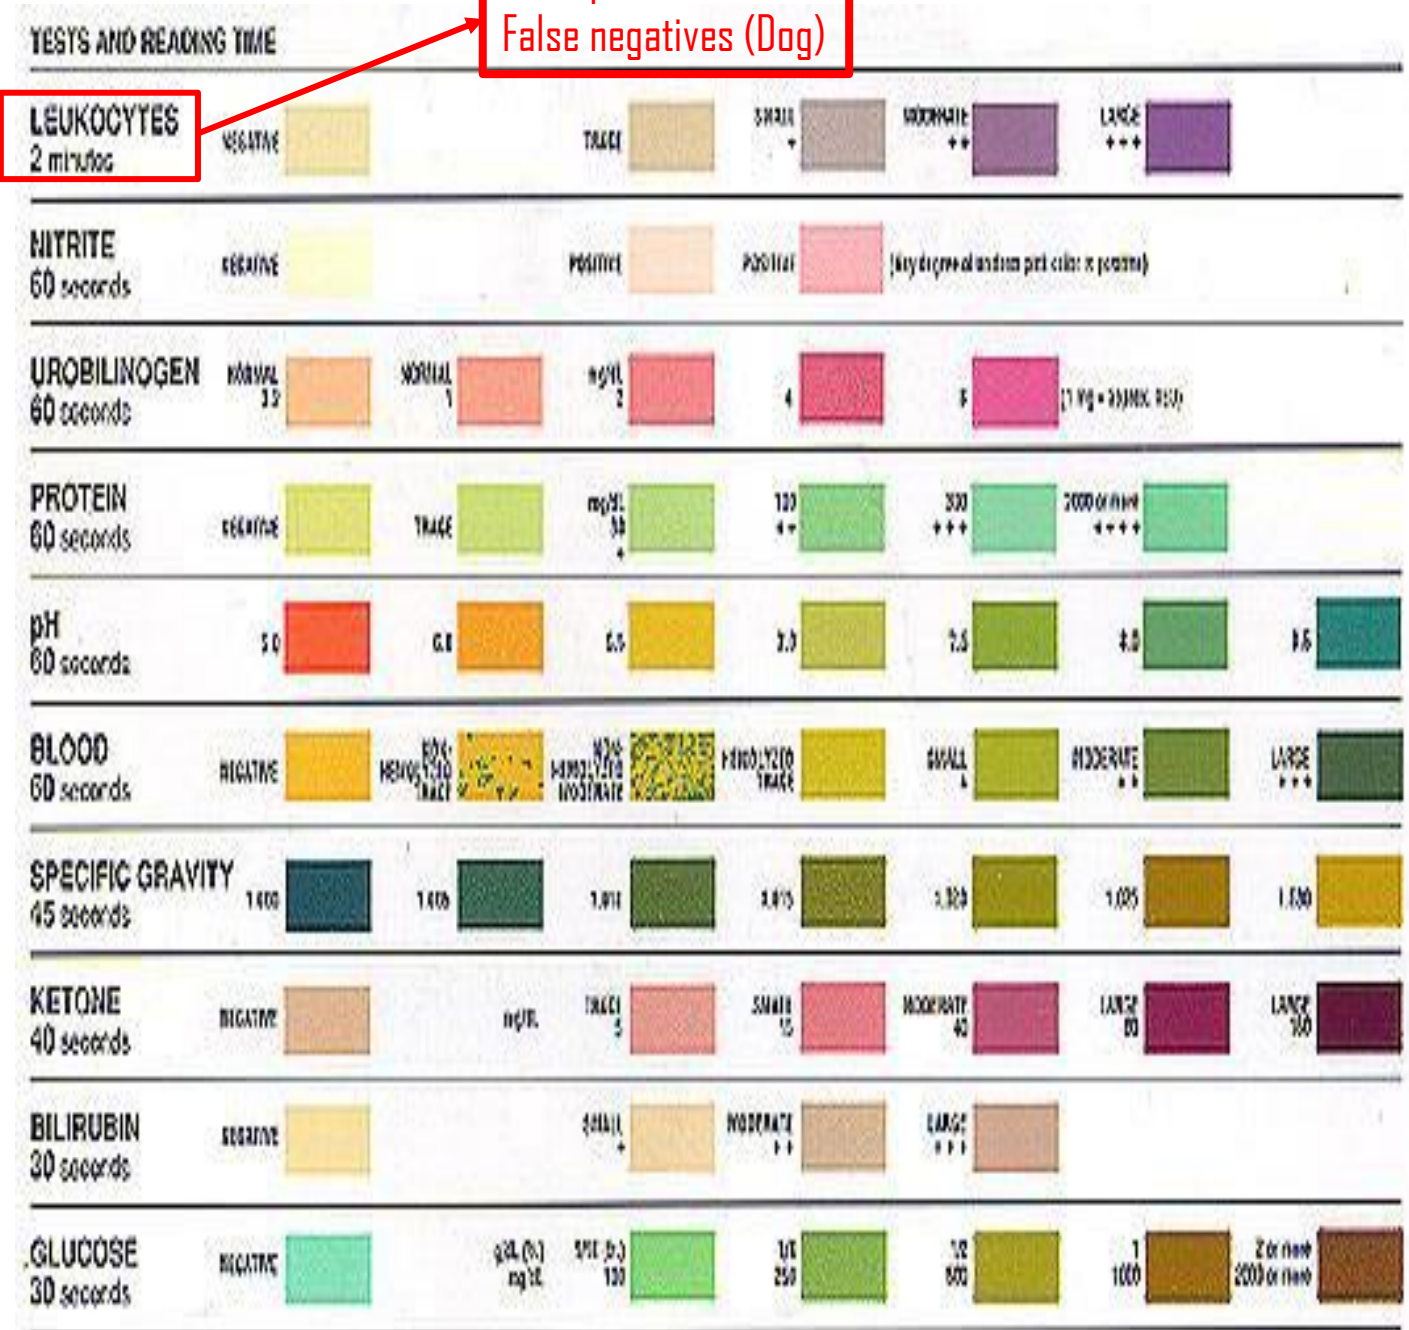 False negatives (Dog)
TESTS AND READING TIME
LEUKOCYTES
2 minutes
NEGATIVE
TRACE
SMALL
+
MODERATE
++
LARGE
+++
NITRITE
60 seconds
NEGATIVE
POSITIVE
POSITIVE
UROBILINOGEN
60 seconds
NORMAL
NORMAL
1
mg/dL
2
4
8
PROTEIN
60 seconds
NEGATIVE
TRACE
mg/dL
30
+
100
++
300
+++
2000 or more
++++
pH
60 seconds
5.0
6.0
6.5
7.0
7.5
8.0
8.5
BLOOD
60 seconds
NEGATIVE
NON-
HEMOLYZED
TRACE
NON-
HEMOLYZED
MODERATE
HEMOLYZED
TRACE
SMALL
+
MODERATE
++
LARGE
+++
SPECIFIC GRAVITY
45 seconds
1.000
1.005
1.010
1.015
1.020
1.025
1.030
KETONE
40 seconds
NEGATIVE
mg/dL
TRACE
5
SMALL
15
MODERATE
40
LARGE
80
LARGE
160
BILIRUBIN
30 seconds
NEGATIVE
SMALL
+
MODERATE
++
LARGE
+++
GLUCOSE
30 seconds
NEGATIVE
g/dL (%)
mg/dL
100
250
1/2
500
1
1000
2 or more
2000 or more